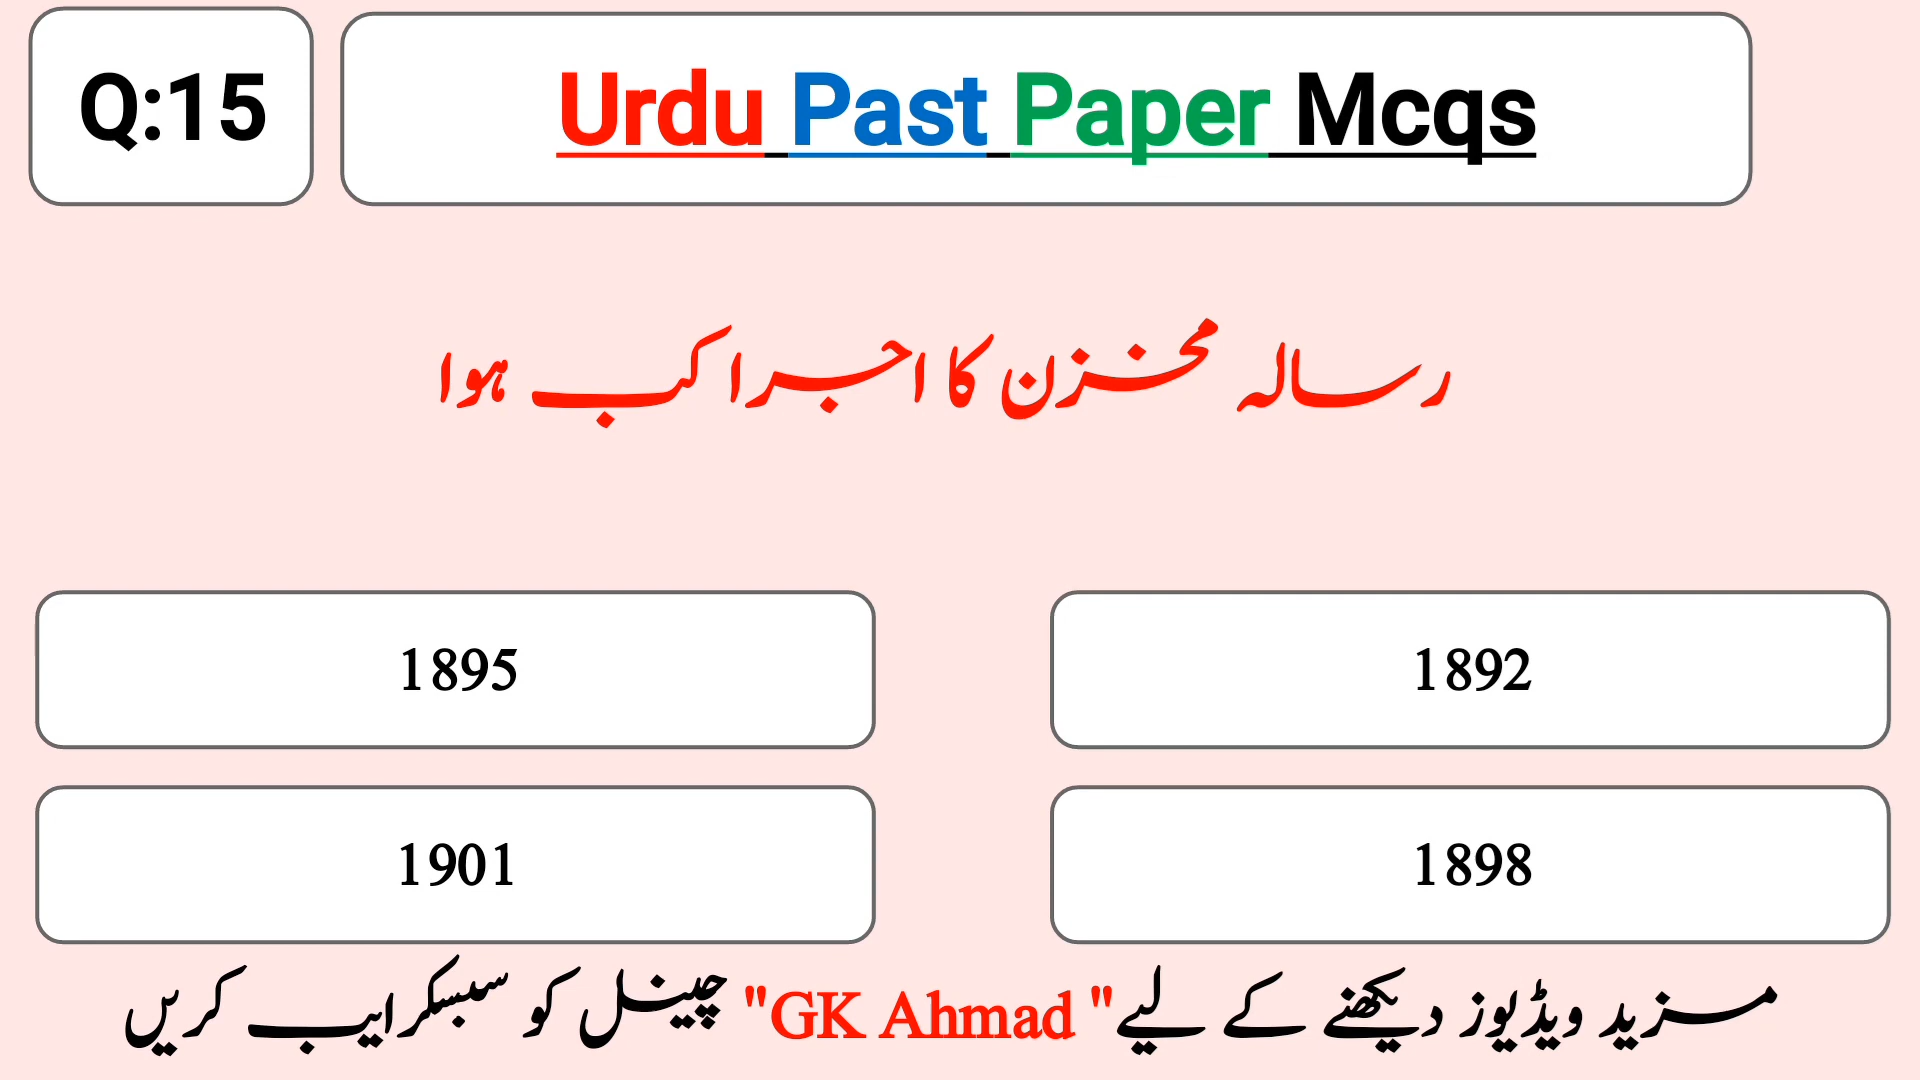 Q:15
Urdu Past Paper Mcqs
رسالہ مخزن کا اجرا کب ہوا
1895
1892
1901
1898
مزید ویڈیوز دیکھنے کے لیے" GK Ahmad" چینل کو سبسکرایب کریں